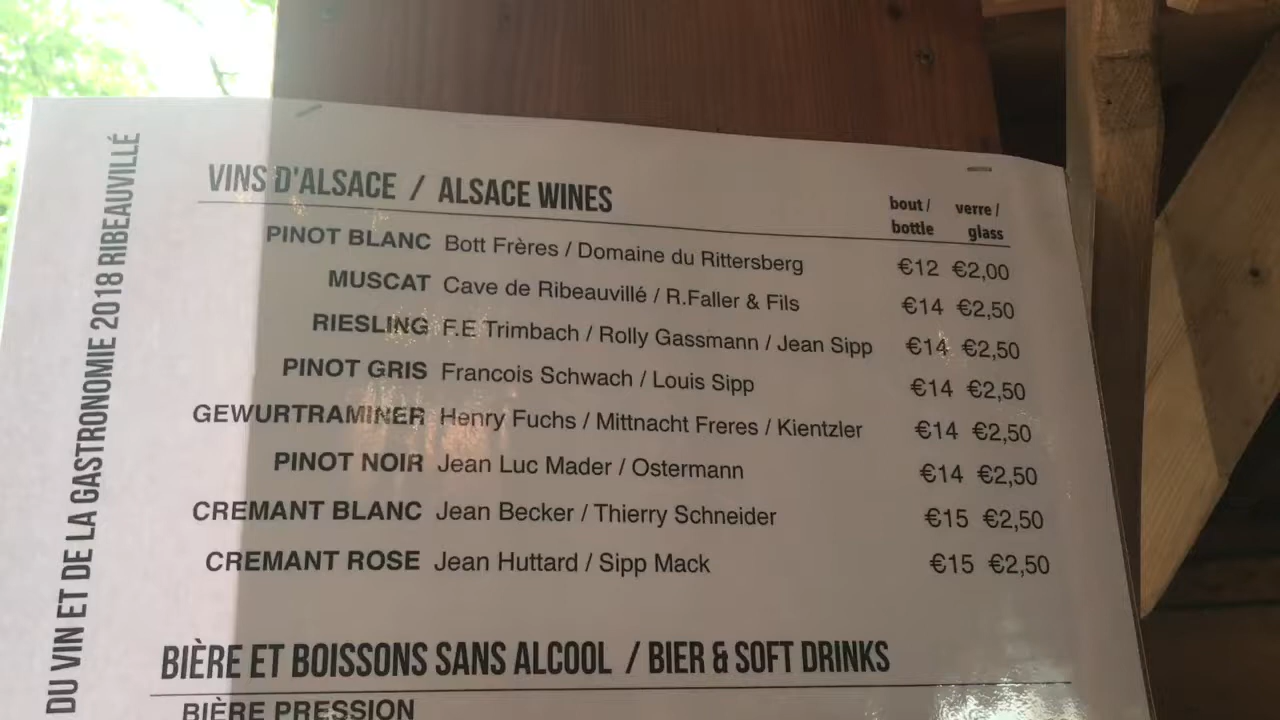 DU VIN ET DE LA GASTRONOMIE 2018 RIBEAUVILLÉ
VINS D'ALSACE / ALSACE WINES
bout / verre /
bottle glass
PINOT BLANC Bott Frères / Domaine du Rittersberg €12 €2,00
MUSCAT Cave de Ribeauvillé / R.Faller & Fils €14 €2,50
RIESLING F.E Trimbach / Rolly Gassmann / Jean Sipp €14 €2,50
PINOT GRIS Francois Schwach / Louis Sipp €14 €2,50
GEWURTRAMINER Henry Fuchs / Mittnacht Freres / Kientzler €14 €2,50
PINOT NOIR Jean Luc Mader / Ostermann €14 €2,50
CREMANT BLANC Jean Becker / Thierry Schneider €15 €2,50
CREMANT ROSE Jean Huttard / Sipp Mack €15 €2,50
BIÈRE ET BOISSONS SANS ALCOOL / BIER & SOFT DRINKS
BIÈRE PRESSION